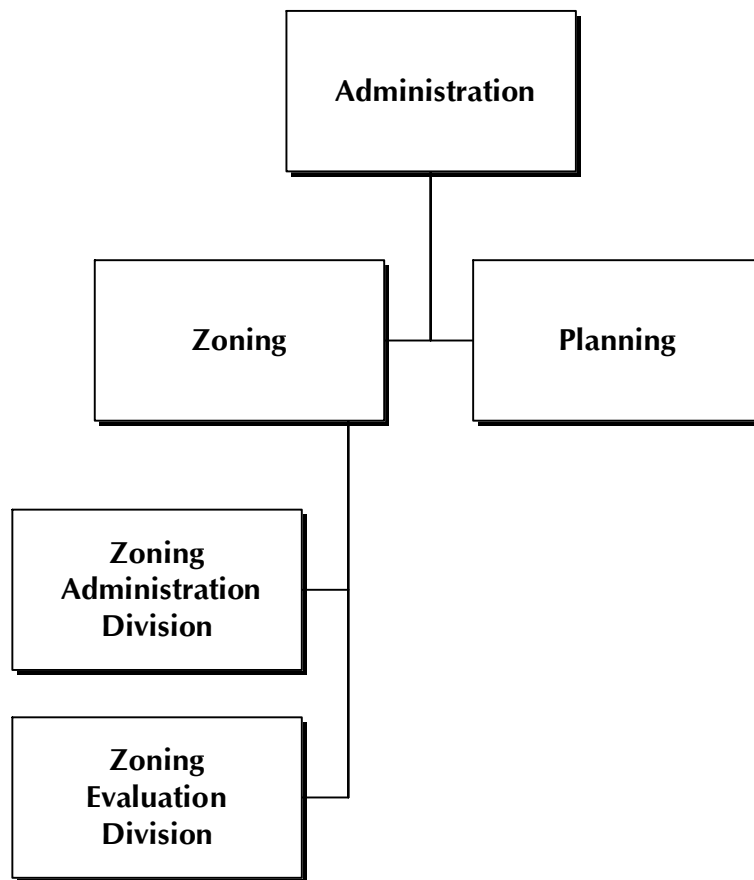 Administration
Zoning
Planning
Zoning
Administration
Division
Zoning
Evaluation
Division